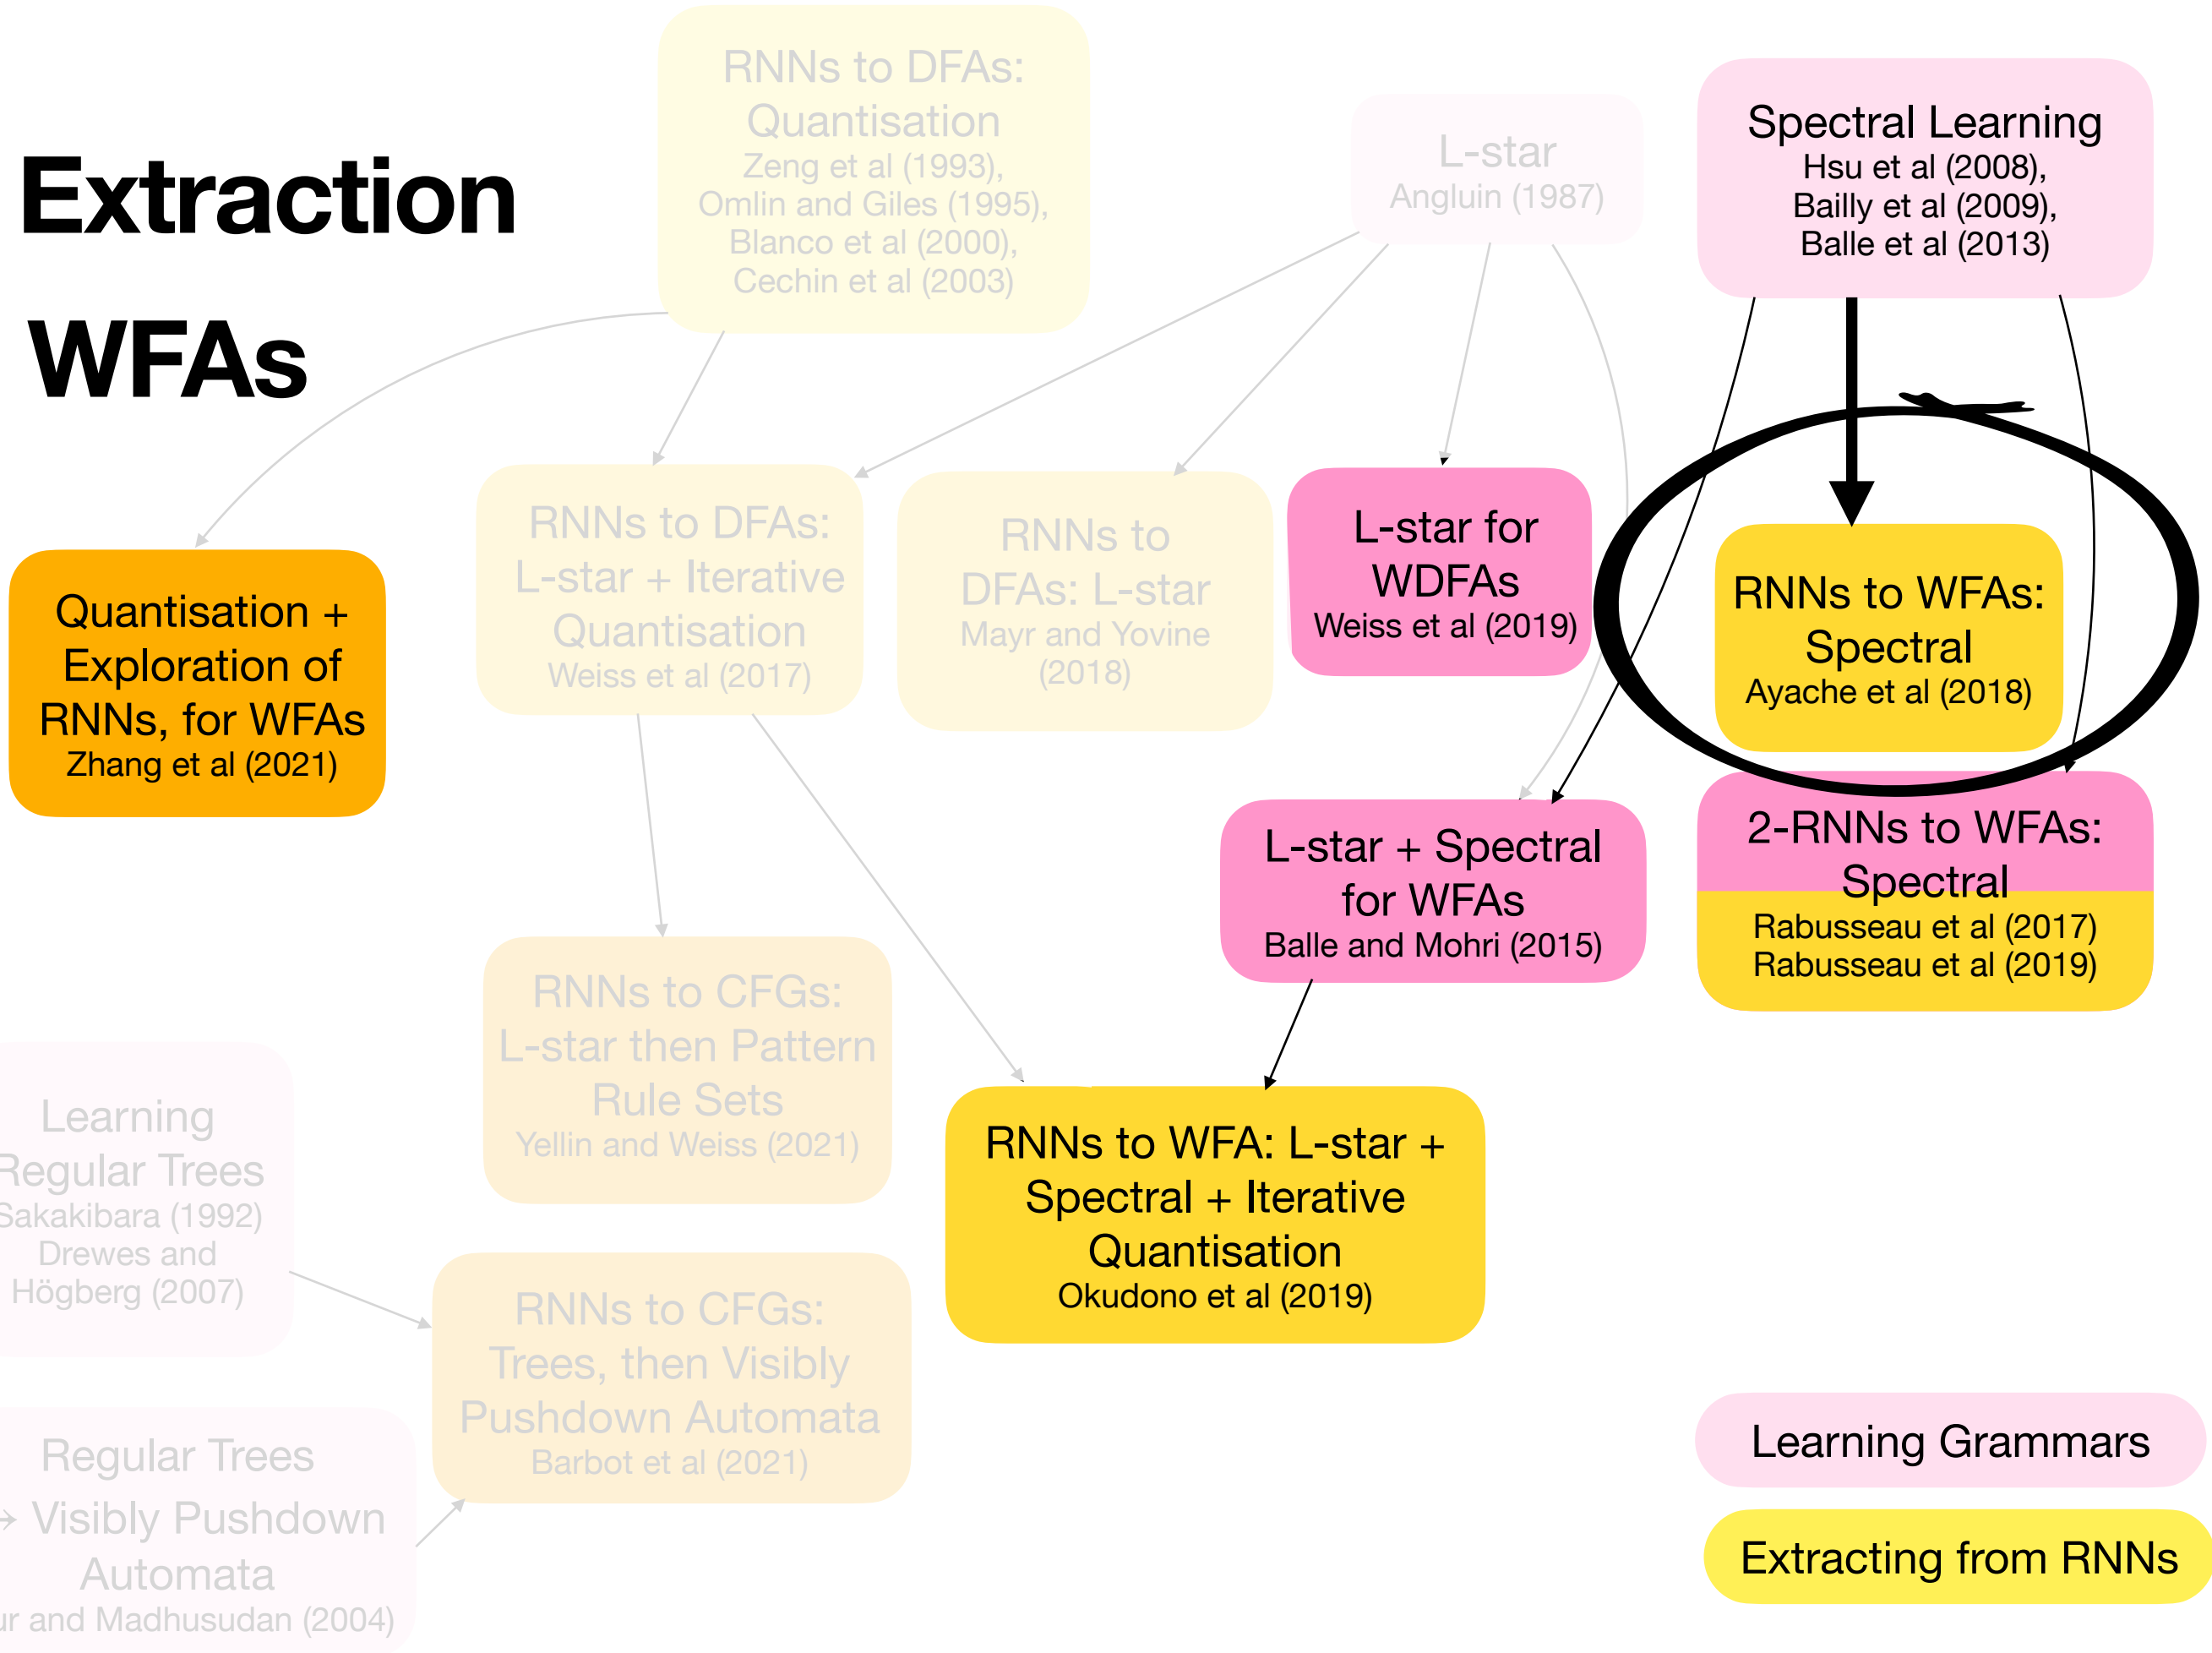 Extraction
WFAs
RNNs to DFAs:
Quantisation
Zeng et al (1993),
Omlin and Giles (1995),
Blanco et al (2000),
Cechin et al (2003)
L-star
Angluin (1987)
Spectral Learning
Hsu et al (2008),
Bailly et al (2009),
Balle et al (2013)
Quantisation +
Exploration of
RNNs, for WFAs
Zhang et al (2021)
RNNs to DFAs:
L-star + Iterative
Quantisation
Weiss et al (2017)
RNNs to
DFAs: L-star
Mayr and Yovine
(2018)
L-star for
WDFAs
Weiss et al (2019)
RNNs to WFAs:
Spectral
Ayache et al (2018)
L-star + Spectral
for WFAs
Balle and Mohri (2015)
2-RNNs to WFAs:
Spectral
Rabusseau et al (2017)
Rabusseau et al (2019)
RNNs to CFGs:
L-star then Pattern
Rule Sets
Yellin and Weiss (2021)
RNNs to WFA: L-star +
Spectral + Iterative
Quantisation
Okudono et al (2019)
Learning
Regular Trees
Sakakibara (1992)
Drewes and
Högberg (2007)
RNNs to CFGs:
Trees, then Visibly
Pushdown Automata
Barbot et al (2021)
Regular Trees
→ Visibly Pushdown
Automata
and Madhusudan (2004)
Learning Grammars
Extracting from RNNs